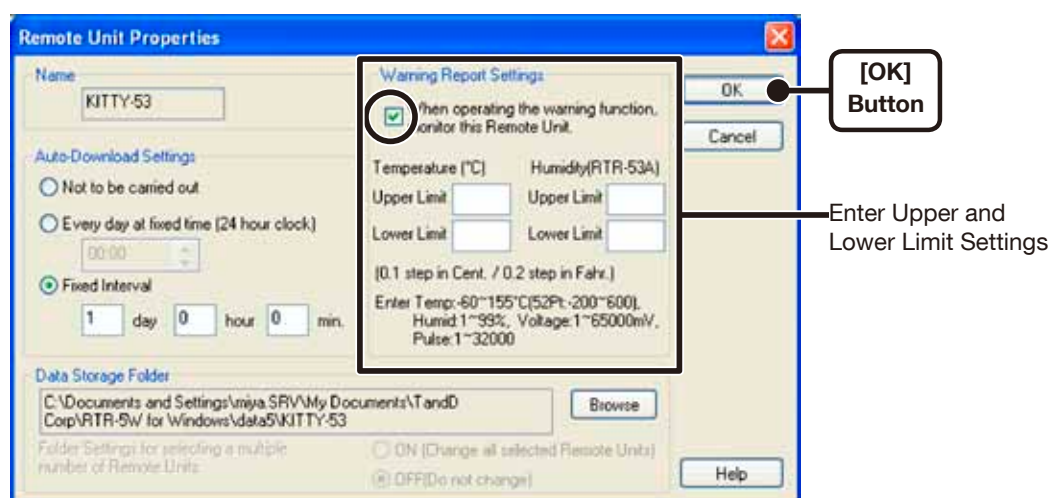 Remote Unit Properties
Name
KITTY-53
Auto-Download Settings
Not to be carried out
Every day at fixed time (24 hour clock)
00:00
Fixed Interval
1 day 0 hour 0 min.
Warning Report Settings
When operating the warning function,
monitor this Remote Unit.
Temperature (°C) Humidity(RTR-53A)
Upper Limit Upper Limit
Lower Limit Lower Limit
(0.1 step in Cent. / 0.2 step in Fahr.)
Enter Temp:-60~155°C(52Pt:-200~600),
Humid:1~99%, Voltage:1~65000mV,
Pulse:1~32000
OK
Cancel
[OK]
Button
Enter Upper and
Lower Limit Settings
Data Storage Folder
C:\Documents and Settings\miya.SRV\My Documents\TandD
Corp\RTR-5W for Windows\data5\KITTY-53
Browse
Folder Settings for selecting a multiple
number of Remote Units
ON (Change all selected Remote Units)
OFF(Do not change)
Help